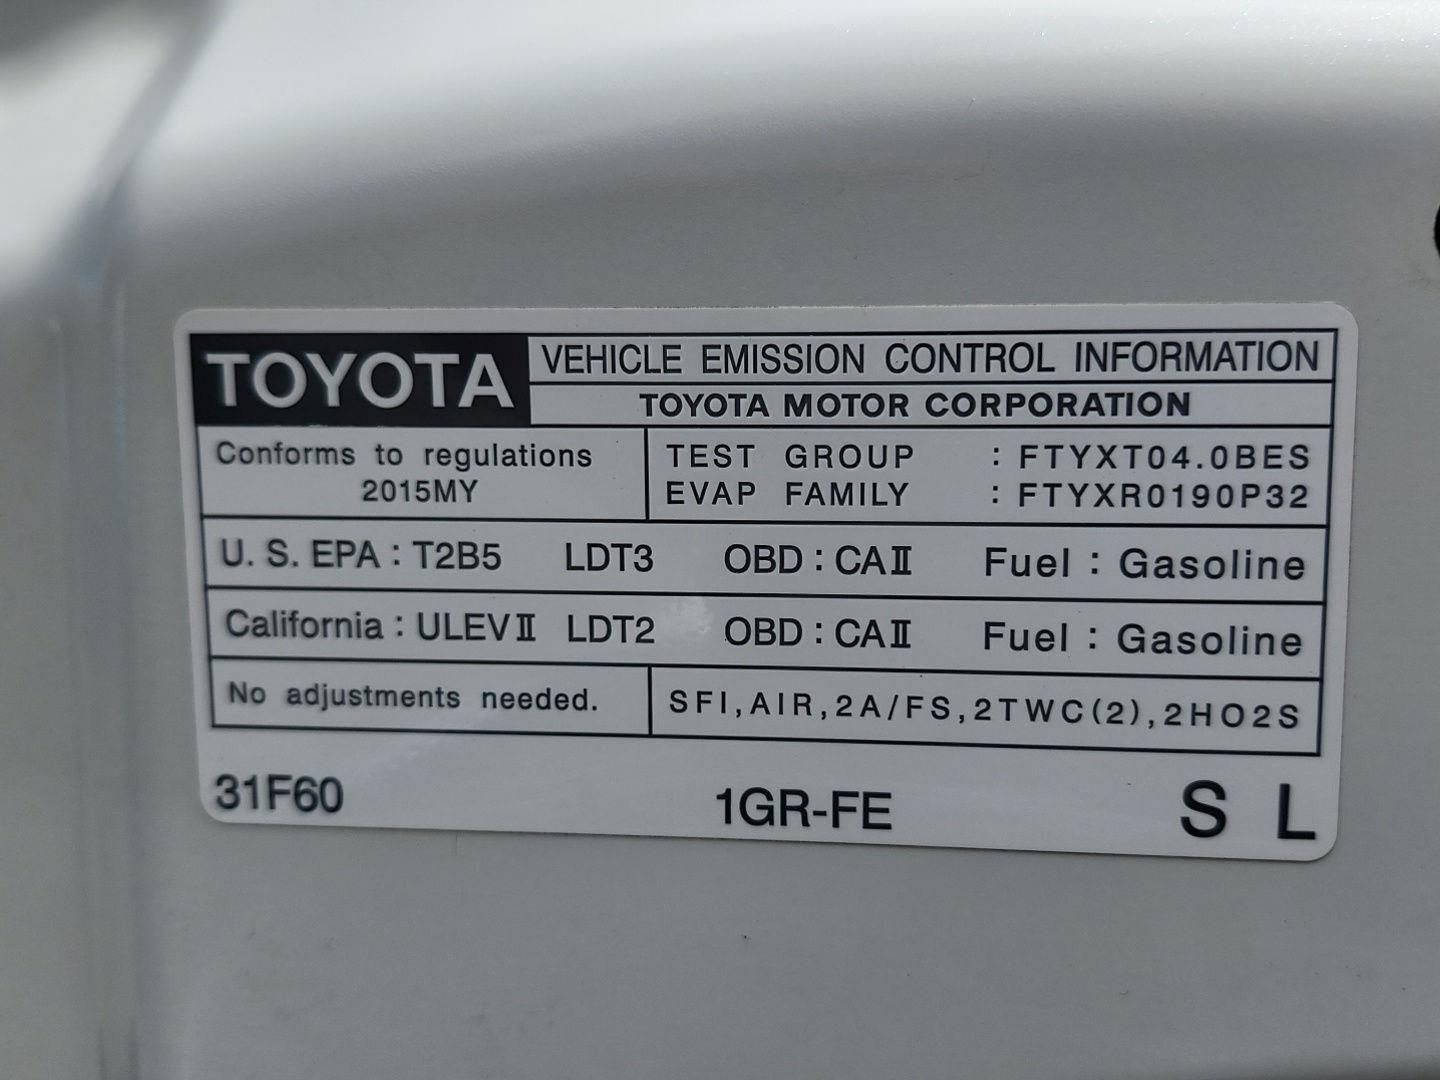 TOYOTA
VEHICLE EMISSION CONTROL INFORMATION
TOYOTA MOTOR CORPORATION
Conforms to regulations
2015MY
TEST GROUP : FTYXT04.0BES
EVAP FAMILY : FTYXR0190P32
U. S. EPA : T2B5 LDT3 OBD : CAⅡ Fuel : Gasoline
California : ULEVⅡ LDT2 OBD : CAⅡ Fuel : Gasoline
No adjustments needed.
SFI,AIR,2A/FS,2TWC(2),2HO2S
31F60 1GR-FE S L